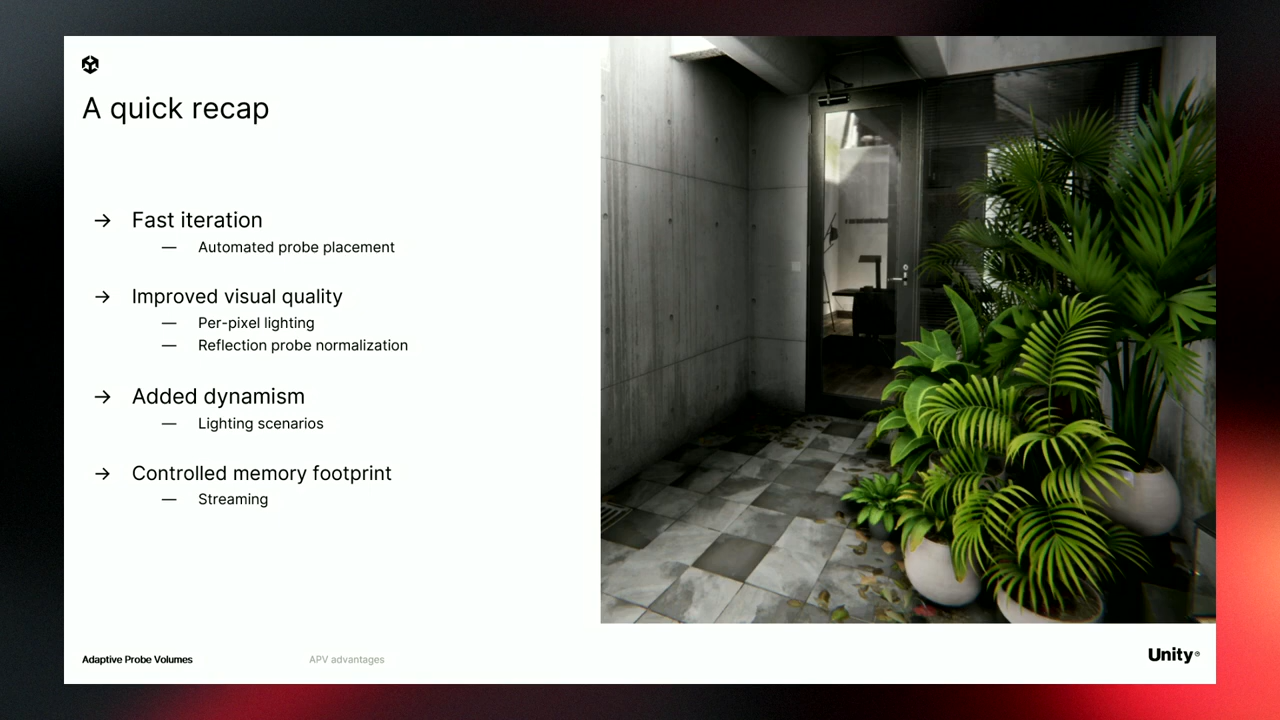 A quick recap
→ Fast iteration
— Automated probe placement
→ Improved visual quality
— Per-pixel lighting
— Reflection probe normalization
→ Added dynamism
— Lighting scenarios
→ Controlled memory footprint
— Streaming
Adaptive Probe Volumes
APV advantages
Unity®